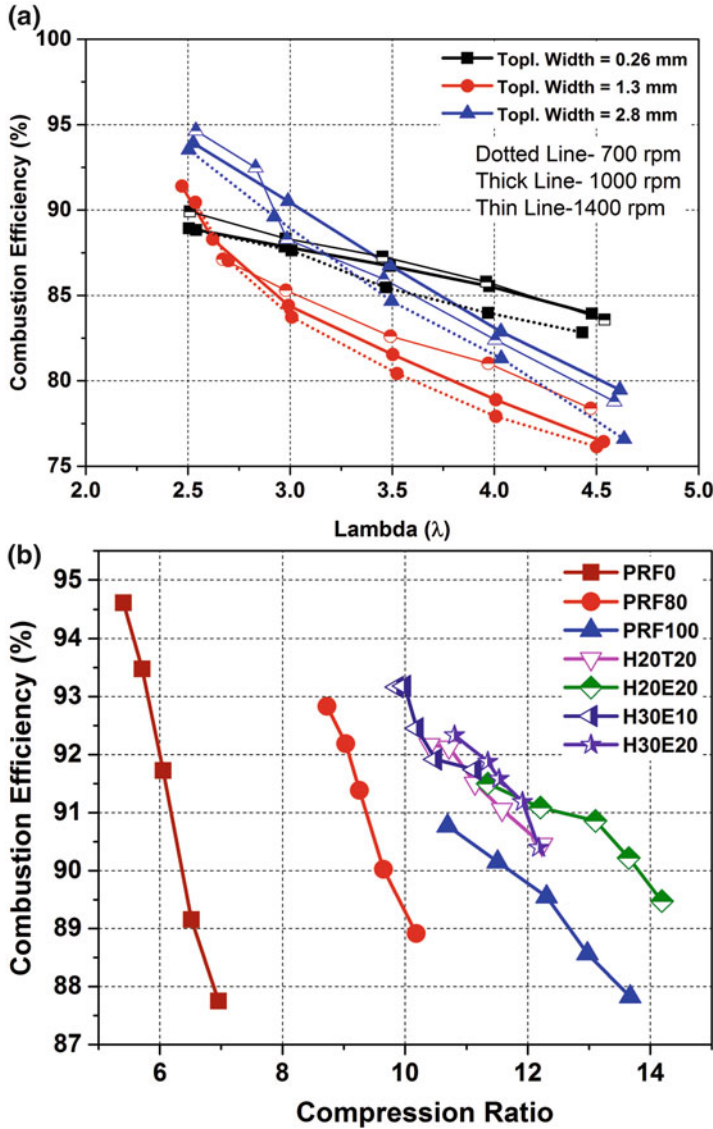 (a)
100
95
90
85
80
75
Combustion Efficiency (%)
Topl. Width = 0.26 mm
Topl. Width = 1.3 mm
Topl. Width = 2.8 mm
Dotted Line- 700 rpm
Thick Line- 1000 rpm
Thin Line-1400 rpm
2.0 2.5 3.0 3.5 4.0 4.5 5.0
Lambda (λ)
(b)
95
94
93
92
91
90
89
88
87
Combustion Efficiency (%)
PRF0
PRF80
PRF100
H20T20
H20E20
H30E10
H30E20
6 8 10 12 14
Compression Ratio